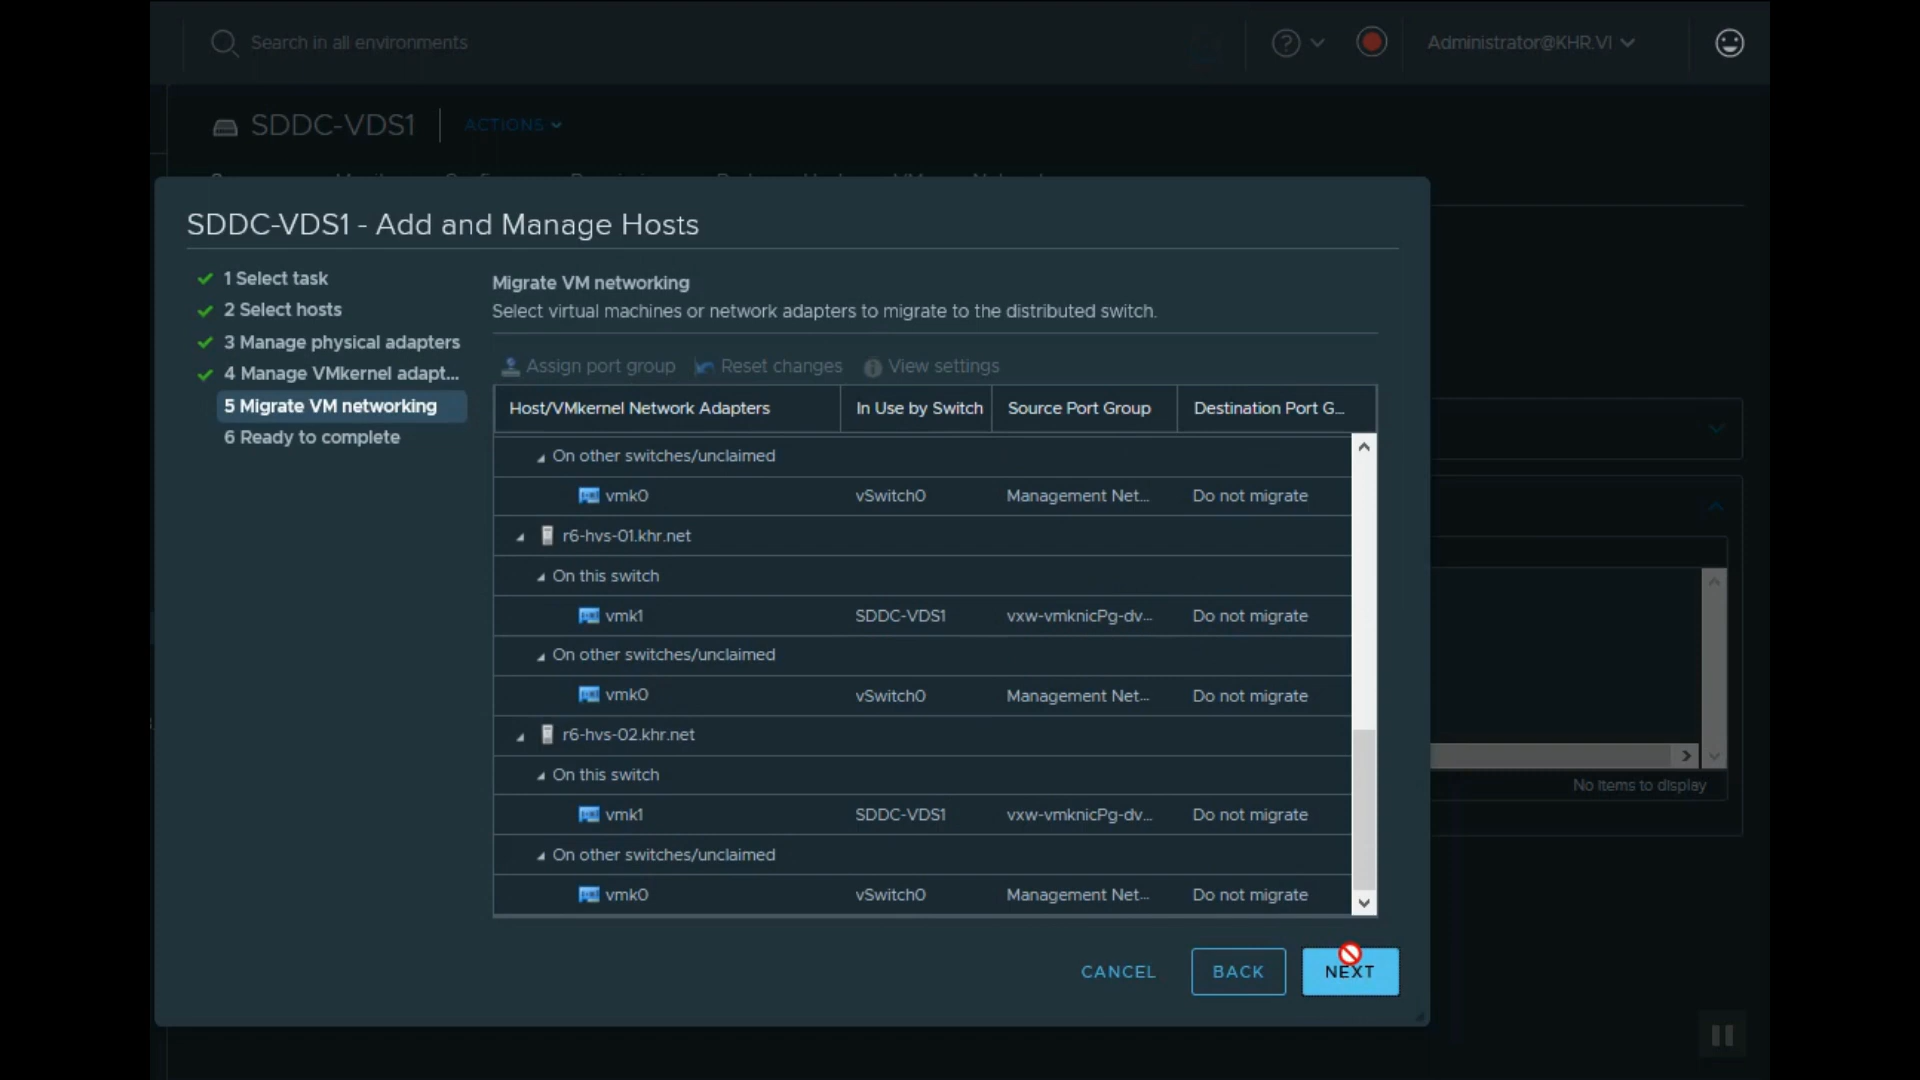 Search in all environments
Administrator@KHR.VI
SDDC-VDS1
ACTIONS
SDDC-VDS1 - Add and Manage Hosts
1 Select task
2 Select hosts
3 Manage physical adapters
4 Manage VMkernel adapt...
5 Migrate VM networking
6 Ready to complete
Migrate VM networking
Select virtual machines or network adapters to migrate to the distributed switch.
Assign port group Reset changes View settings
Host/VMkernel Network Adapters In Use by Switch Source Port Group Destination Port G...
On other switches/unclaimed
vmk0 vSwitch0 Management Net... Do not migrate
r6-hvs-01.khr.net
On this switch
vmk1 SDDC-VDS1 vxw-vmknicPg-dv... Do not migrate
On other switches/unclaimed
vmk0 vSwitch0 Management Net... Do not migrate
r6-hvs-02.khr.net
On this switch
vmk1 SDDC-VDS1 vxw-vmknicPg-dv... Do not migrate
On other switches/unclaimed
vmk0 vSwitch0 Management Net... Do not migrate
No items to display
CANCEL BACK NEXT